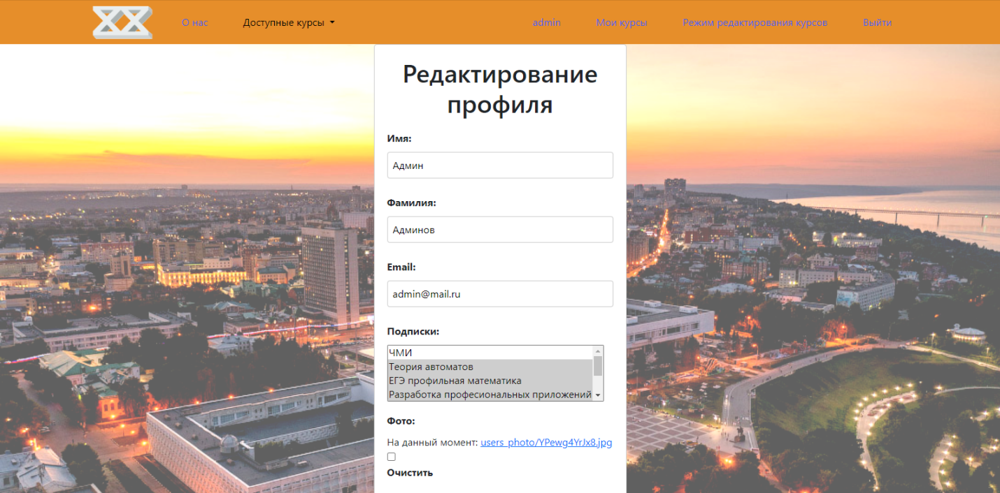 XX
О нас
Доступные курсы
admin
Мои курсы
Режим редактирования курсов
Выйти
Редактирование
профиля
Имя:
Админ
Фамилия:
Админов
Email:
admin@mail.ru
Подписки:
ЧМИ
Теория автоматов
ЕГЭ профильная математика
Разработка професиональных приложений
Фото:
На данный момент: users_photo/YPewg4YrJx8.jpg
Очистить